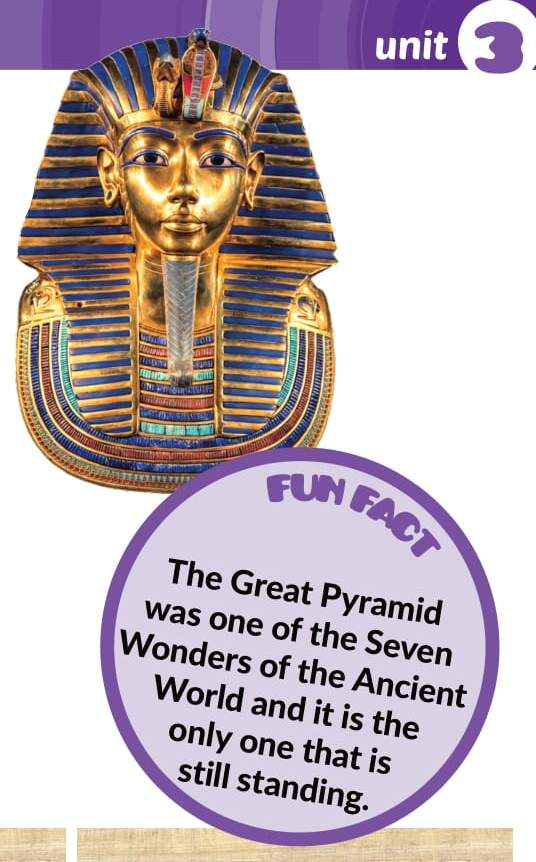 unit 3
FUN FACT
The Great Pyramid
was one of the Seven
Wonders of the Ancient
World and it is the
only one that is
still standing.